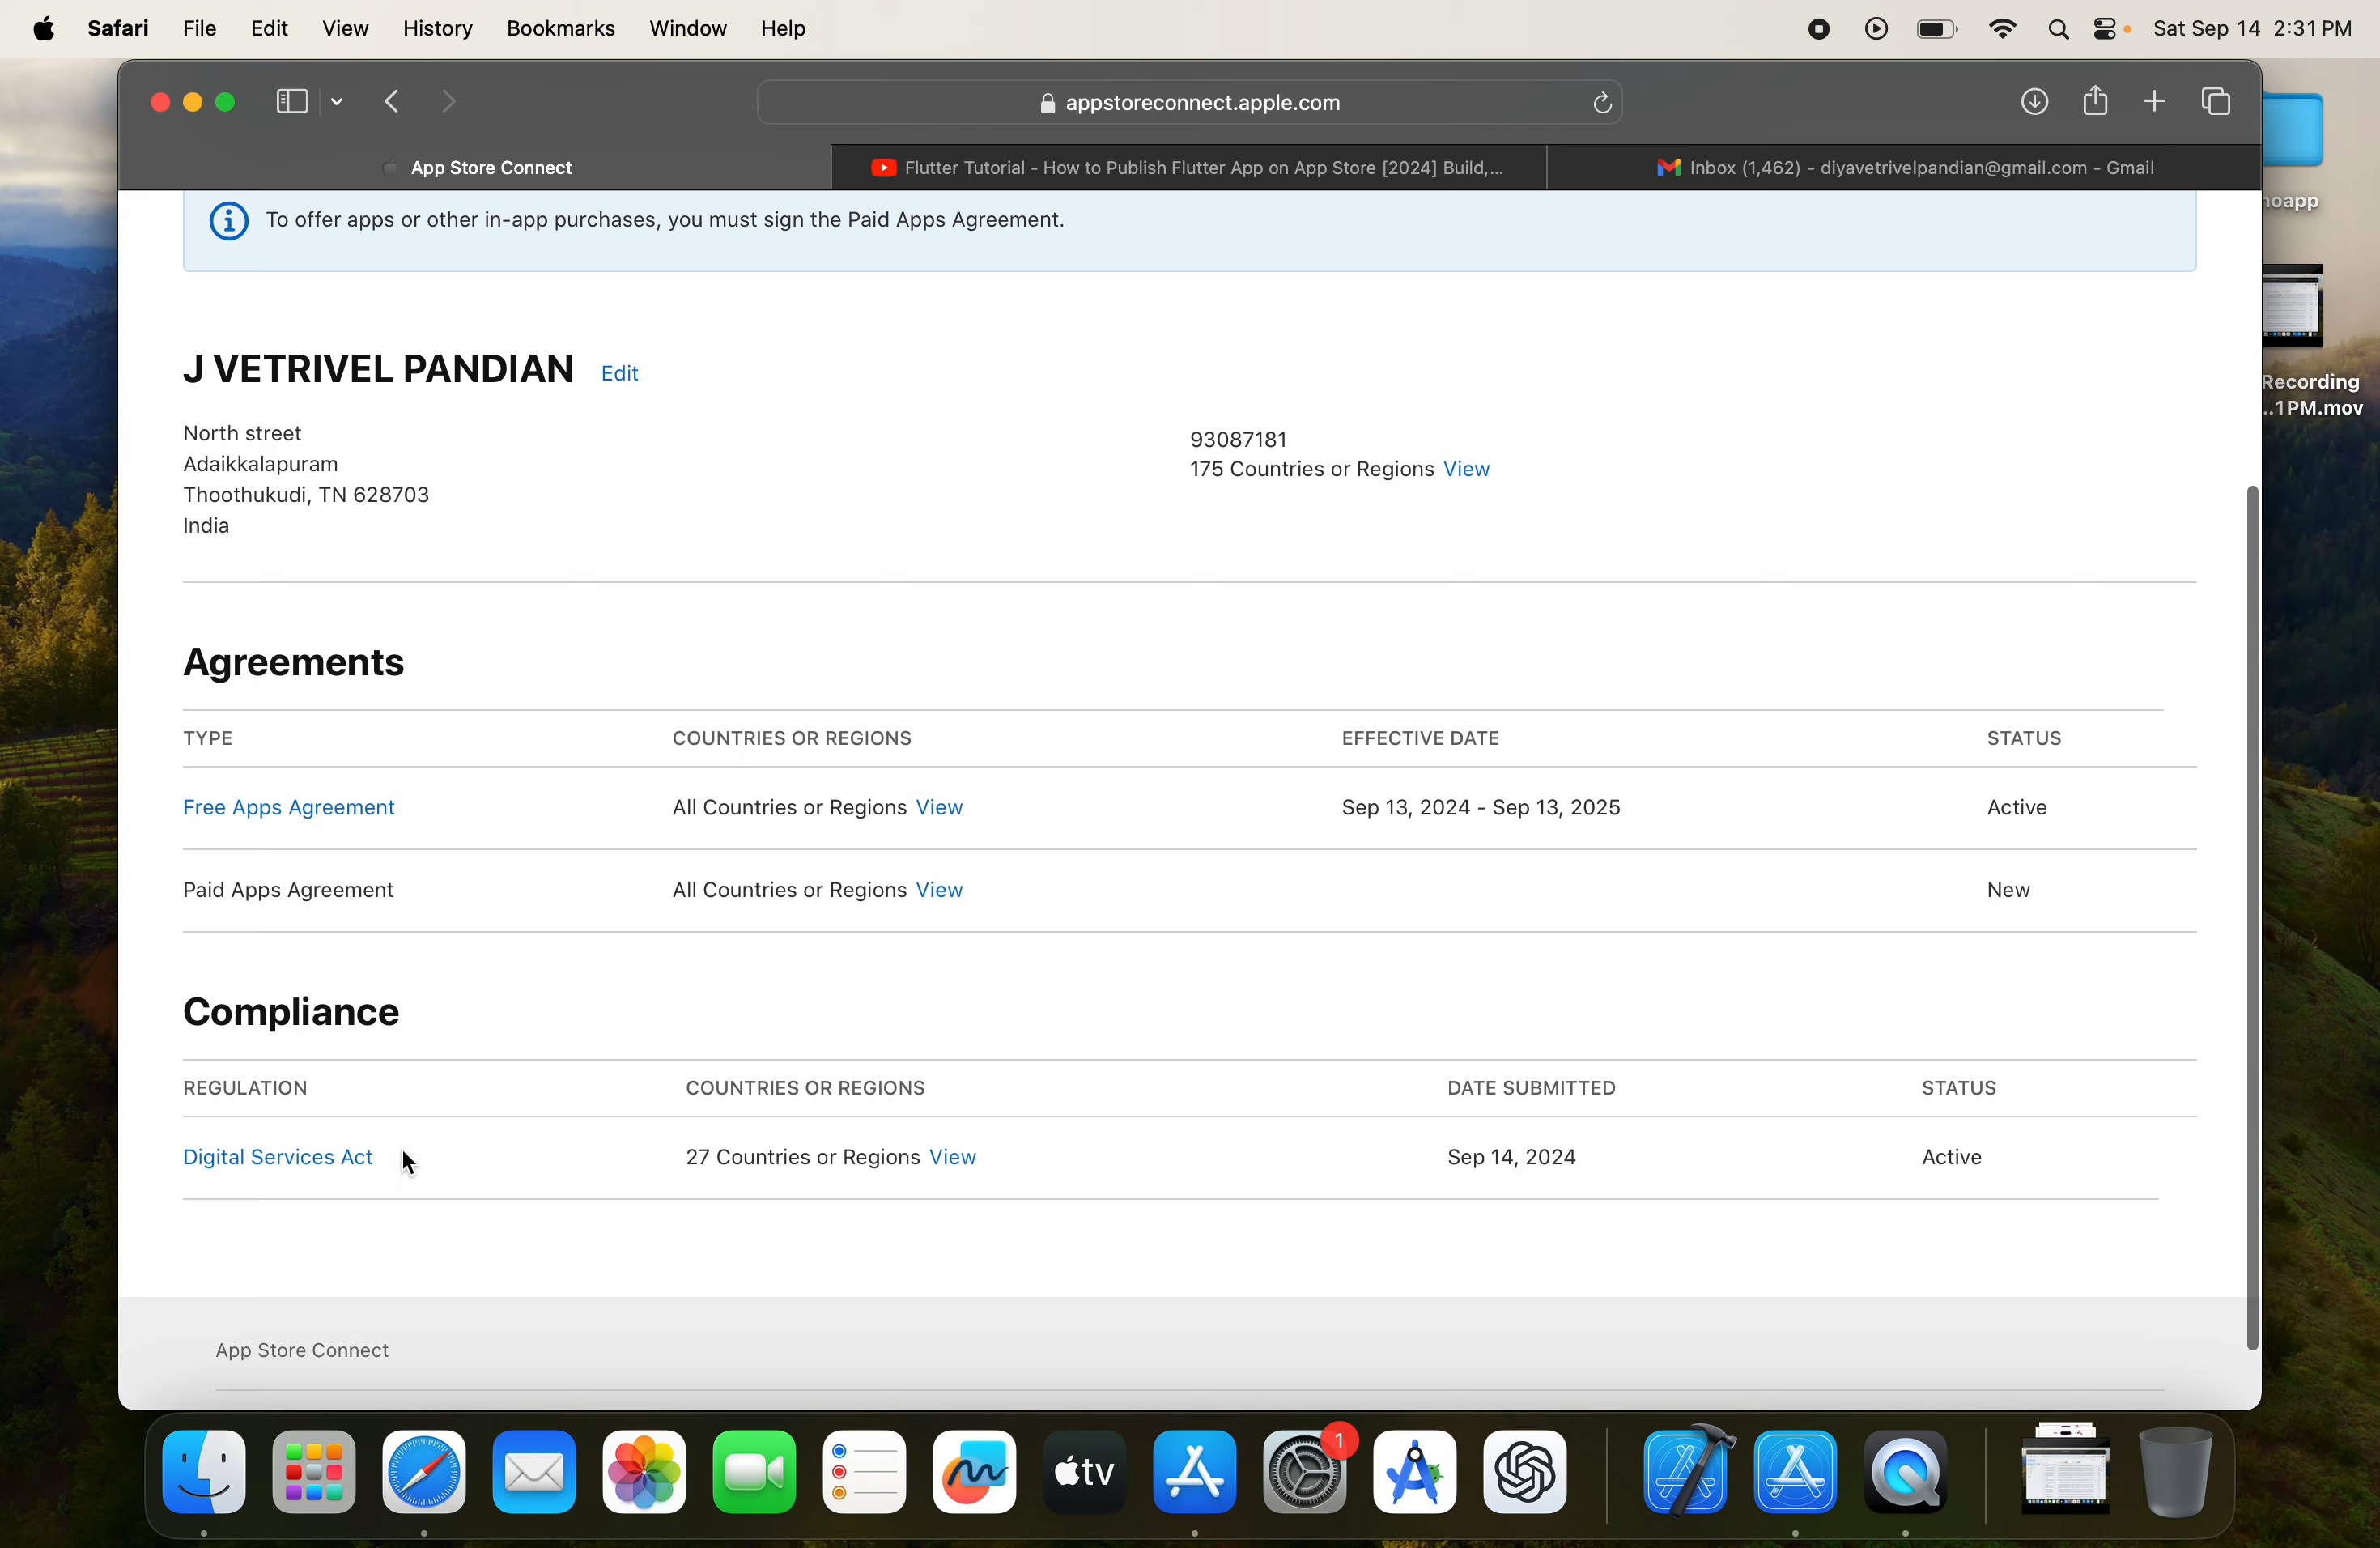 Safari File Edit View History Bookmarks Window Help Sat Sep 14 2:31 PM
appstoreconnect.apple.com
App Store Connect
Flutter Tutorial - How to Publish Flutter App on App Store [2024] Build,...
Inbox (1,462) - diyavetrivelpandian@gmail.com - Gmail
To offer apps or other in-app purchases, you must sign the Paid Apps Agreement.
J VETRIVEL PANDIAN Edit
North street
Adaikkalapuram
Thoothukudi, TN 628703
India
93087181
175 Countries or Regions View
Agreements
TYPE COUNTRIES OR REGIONS EFFECTIVE DATE STATUS
Free Apps Agreement All Countries or Regions View Sep 13, 2024 - Sep 13, 2025 Active
Paid Apps Agreement All Countries or Regions View New
Compliance
REGULATION COUNTRIES OR REGIONS DATE SUBMITTED STATUS
Digital Services Act 27 Countries or Regions View Sep 14, 2024 Active
App Store Connect
Recording
..1PM.mov
tv
1